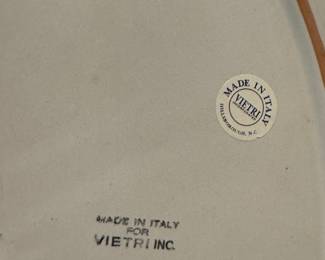 MADE IN ITALY
VIETRI
HILLSBOROUGH, N.C.
MADE IN ITALY
FOR
VIETRI INC.